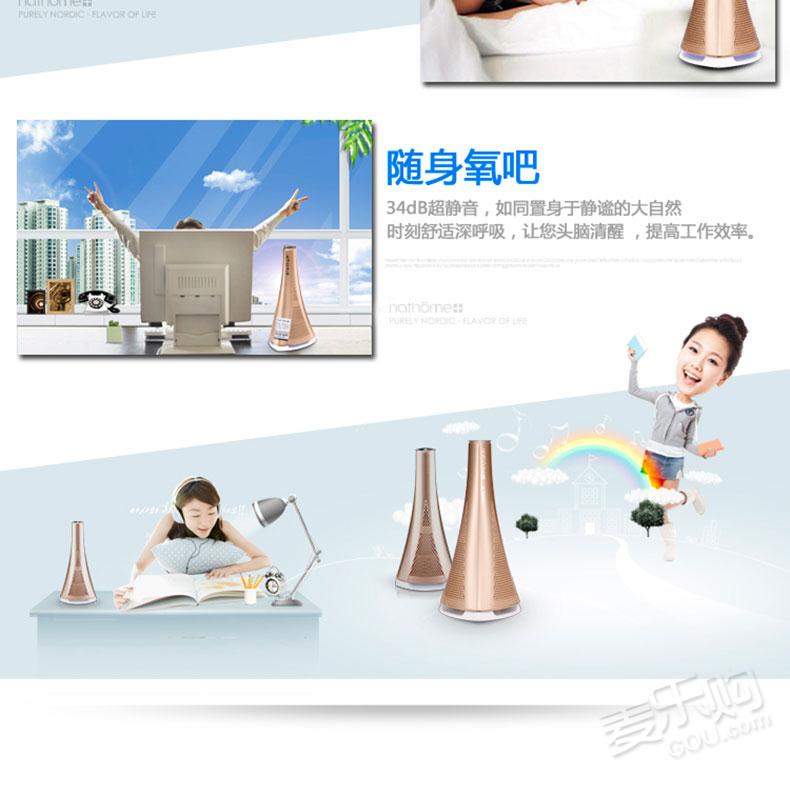 nathome
PURELY NORDIC · FLAVOR OF LIFE
随身氧吧
34dB超静音，如同置身于静谧的大自然
时刻舒适深呼吸，让您头脑清醒 ，提高工作效率。
nathōme
PURELY NORDIC · FLAVOR OF LIFE
麦乐购
GOU.com